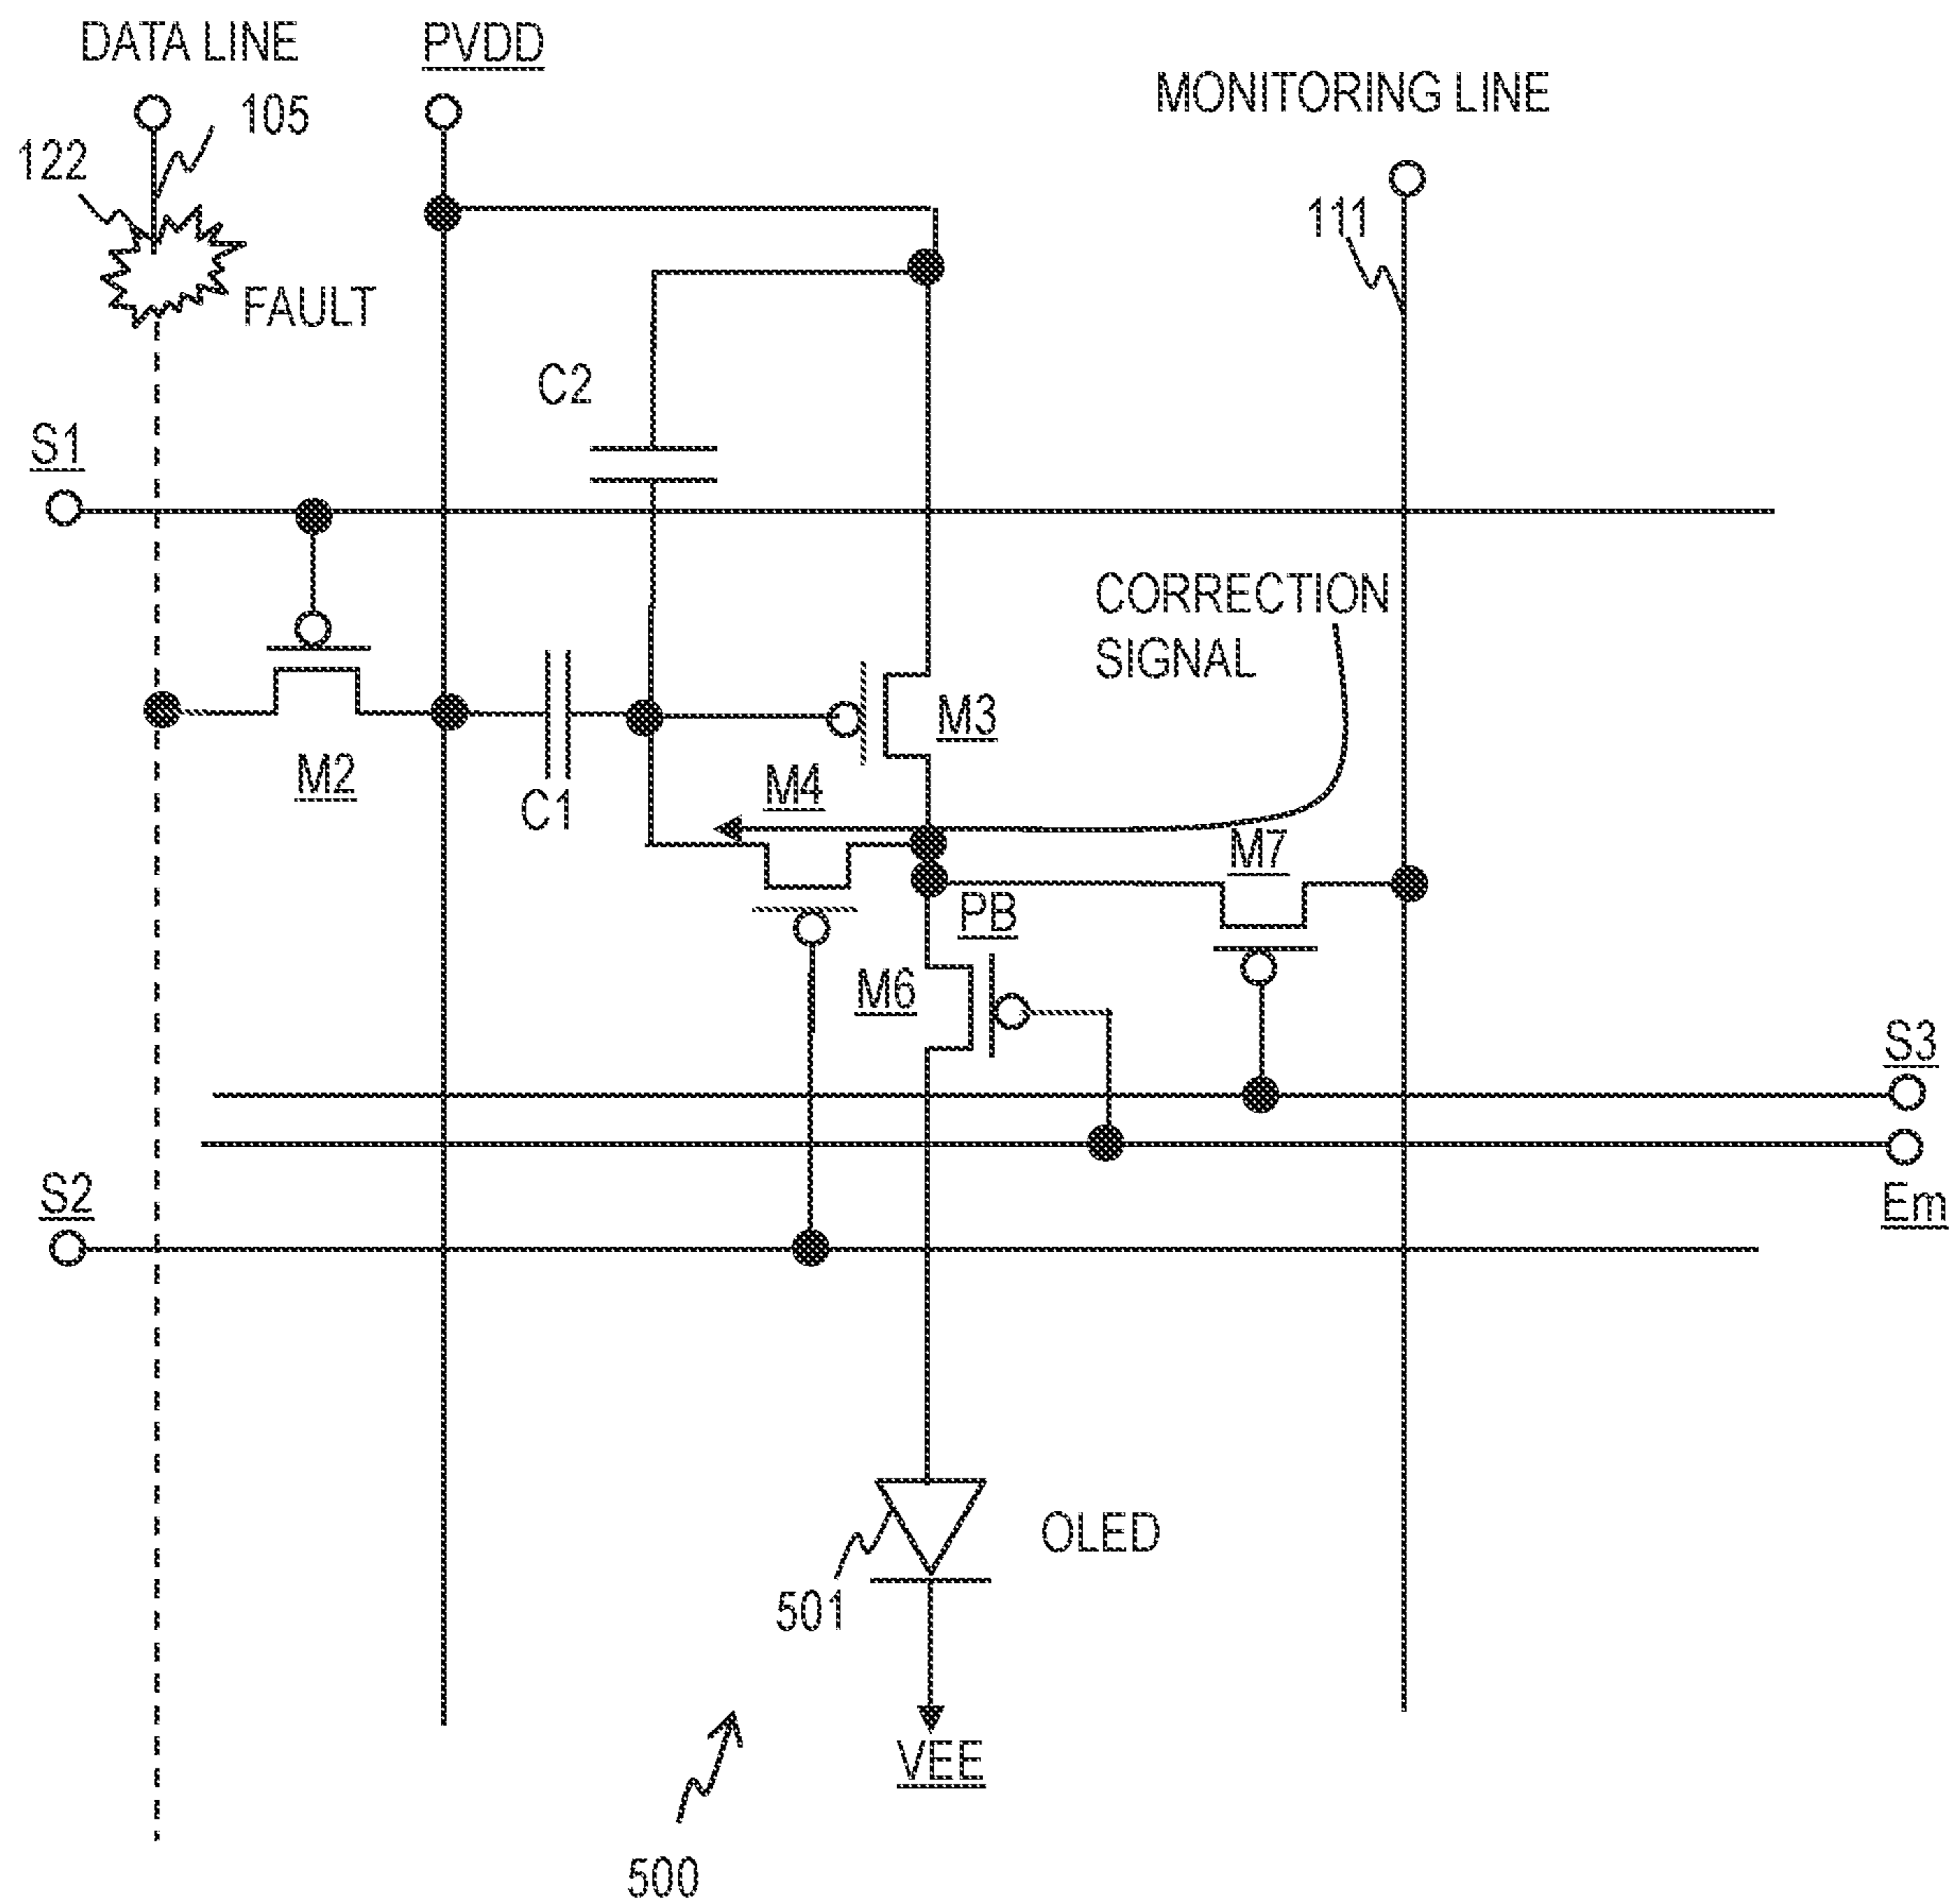 DATA LINE
PVDD
MONITORING LINE
105
122
111
FAULT
C2
S1
CORRECTION
SIGNAL
M3
M2
M4
C1
M7
PB
M6
S3
S2
Em
OLED
501
VEE
500